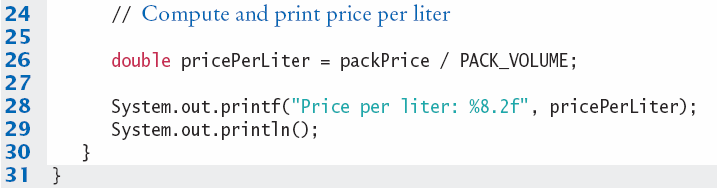 24 // Compute and print price per liter
25
26 double pricePerLiter = packPrice / PACK_VOLUME;
27
28 System.out.printf("Price per liter: %8.2f", pricePerLiter);
29 System.out.println();
30 }
31 }